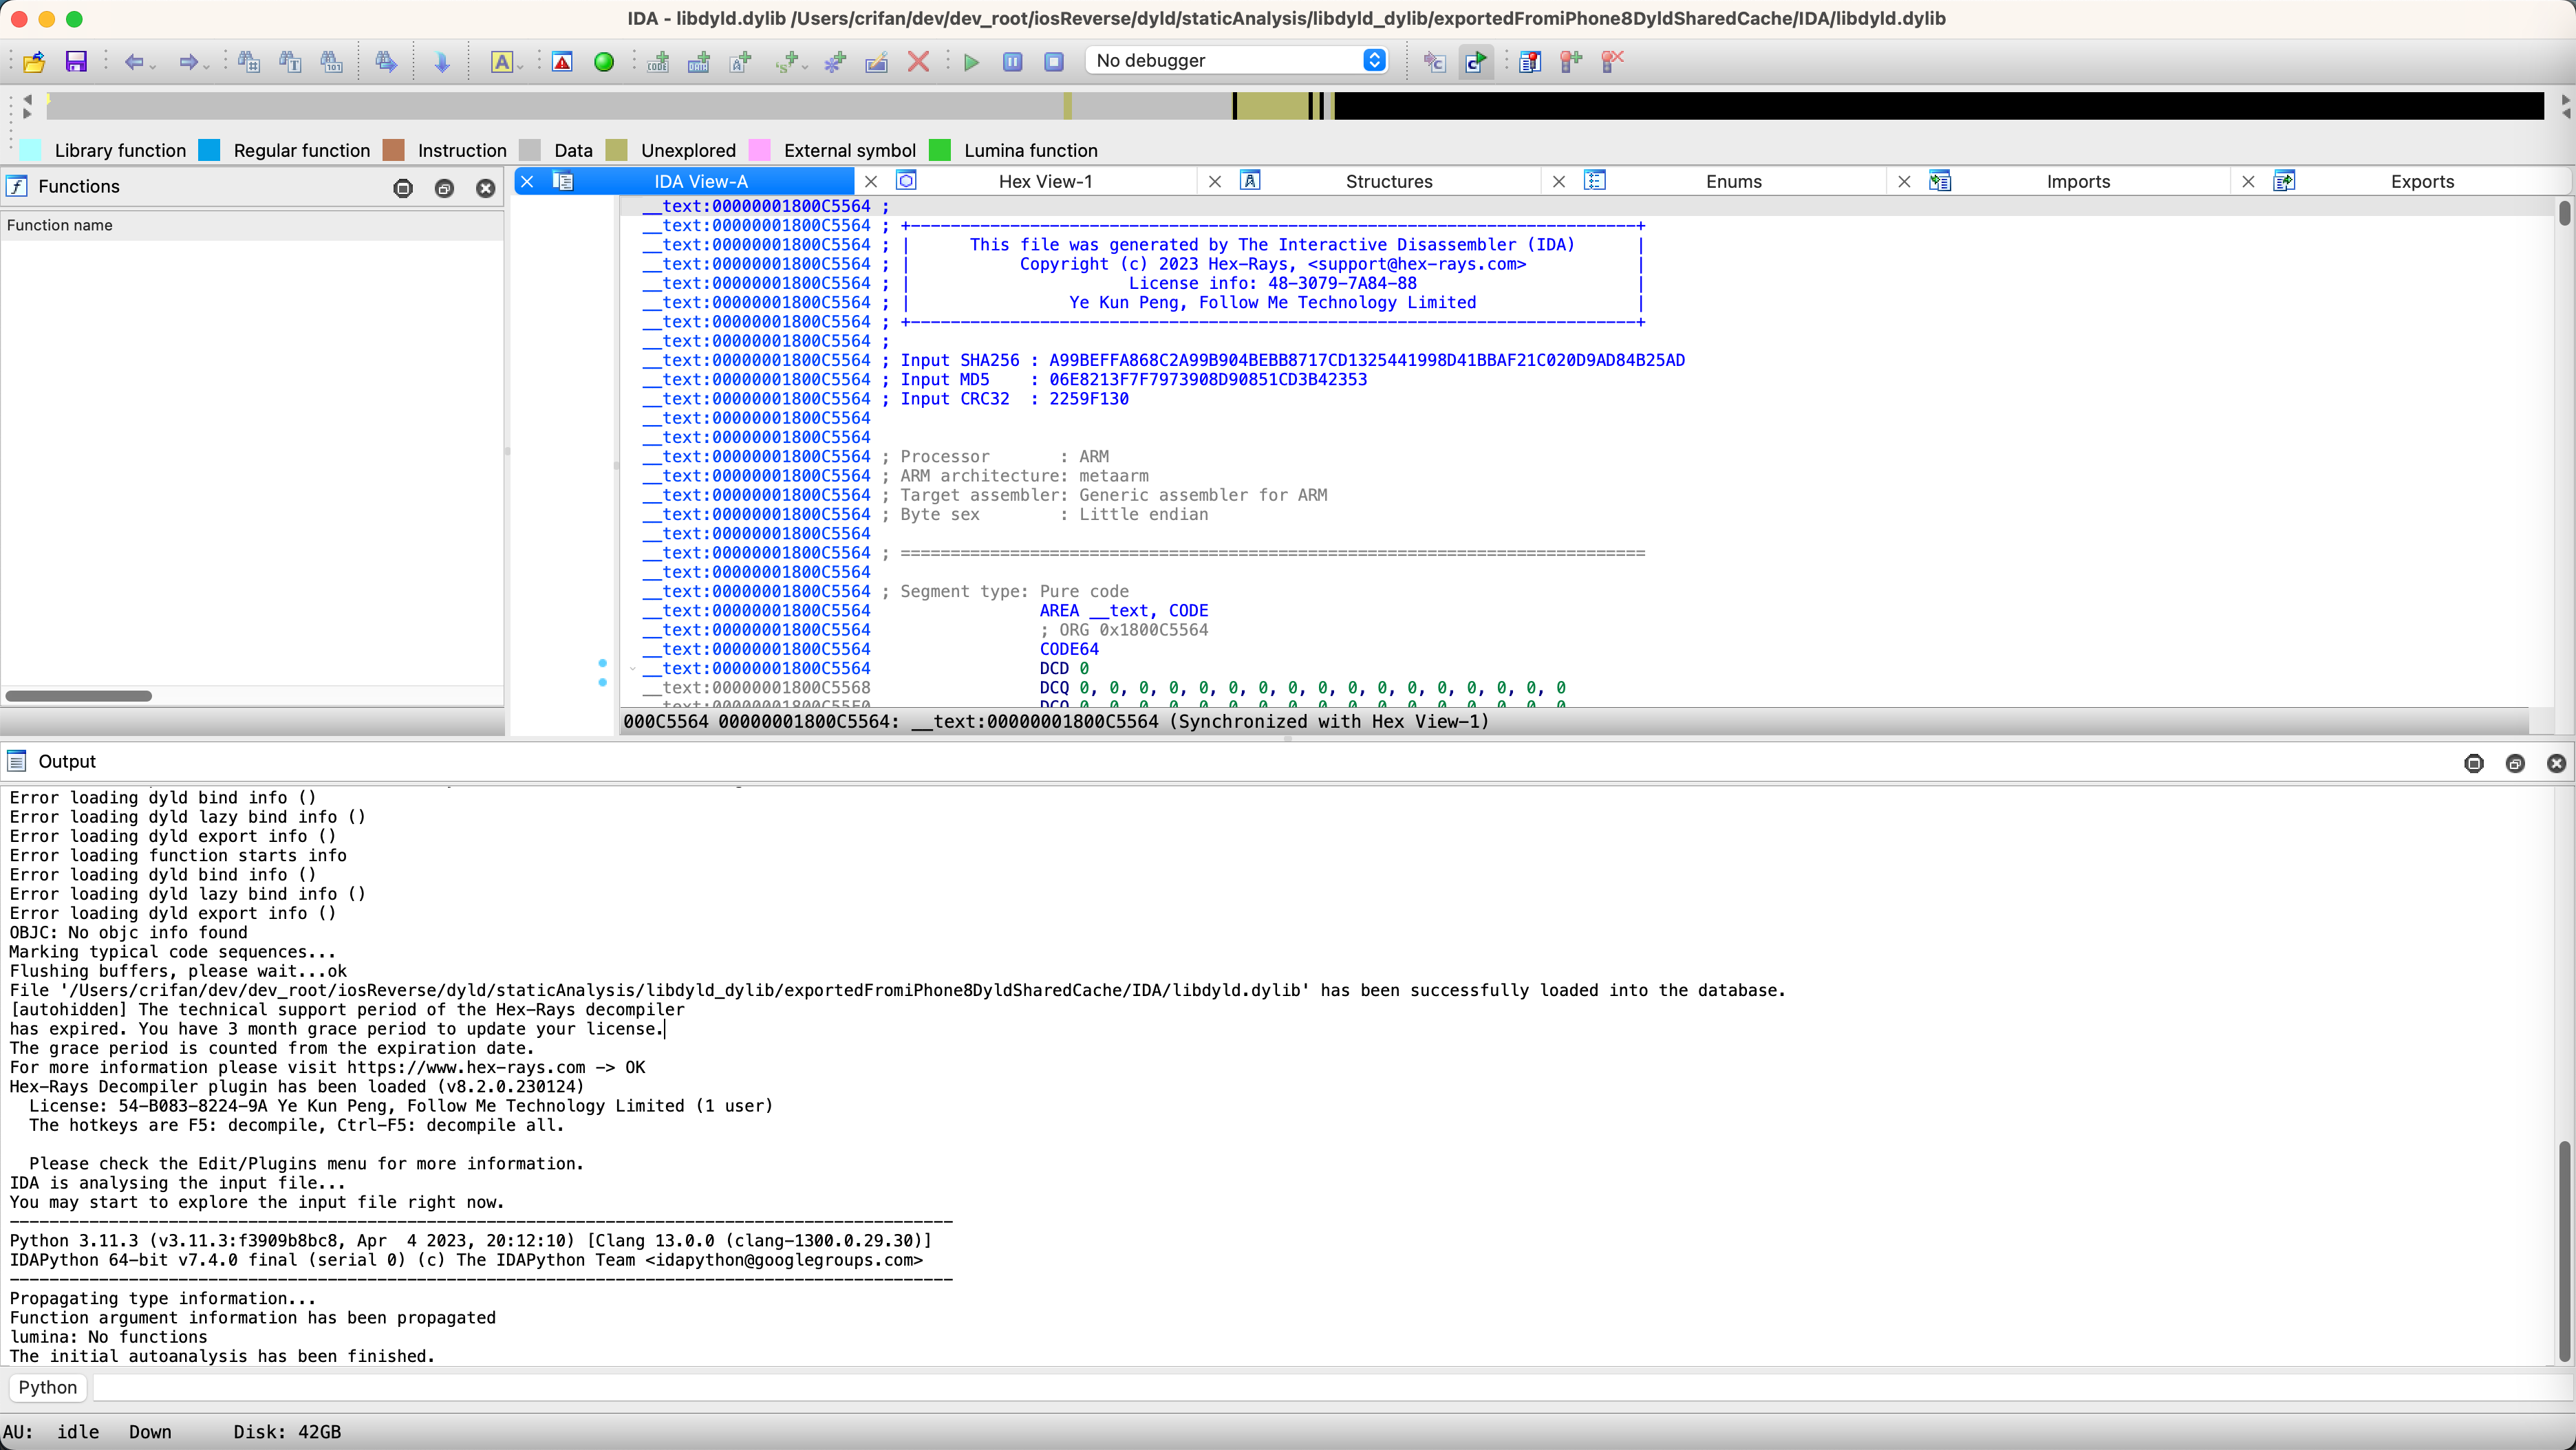 IDA - libdyld.dylib /Users/crifan/dev/dev_root/iosReverse/dyld/staticAnalysis/libdyld_dylib/exportedFromiPhone8DyldSharedCache/IDA/libdyld.dylib
No debugger
Library function Regular function Instruction Data Unexplored External symbol Lumina function
Functions
Function name
IDA View-A Hex View-1 Structures Enums Imports Exports
__text:00000001800C5564 ;
__text:00000001800C5564 ; +-------------------------------------------------------------------------+
__text:00000001800C5564 ; | This file was generated by The Interactive Disassembler (IDA) |
__text:00000001800C5564 ; | Copyright (c) 2023 Hex-Rays, <support@hex-rays.com> |
__text:00000001800C5564 ; | License info: 48-3079-7A84-88 |
__text:00000001800C5564 ; | Ye Kun Peng, Follow Me Technology Limited |
__text:00000001800C5564 ; +-------------------------------------------------------------------------+
__text:00000001800C5564 ;
__text:00000001800C5564 ; Input SHA256 : A99BEFFA868C2A99B904BEBB8717CD1325441998D41BBAF21C020D9AD84B25AD
__text:00000001800C5564 ; Input MD5 : 06E8213F7F7973908D90851CD3B42353
__text:00000001800C5564 ; Input CRC32 : 2259F130
__text:00000001800C5564
__text:00000001800C5564
__text:00000001800C5564 ; Processor : ARM
__text:00000001800C5564 ; ARM architecture: metaarm
__text:00000001800C5564 ; Target assembler: Generic assembler for ARM
__text:00000001800C5564 ; Byte sex : Little endian
__text:00000001800C5564
__text:00000001800C5564 ; ===========================================================================
__text:00000001800C5564
__text:00000001800C5564 ; Segment type: Pure code
__text:00000001800C5564 AREA __text, CODE
__text:00000001800C5564 ; ORG 0x1800C5564
__text:00000001800C5564 CODE64
__text:00000001800C5564 DCD 0
__text:00000001800C5568 DCQ 0, 0, 0, 0, 0, 0, 0, 0, 0, 0, 0, 0, 0, 0, 0, 0, 0
000C5564 00000001800C5564: __text:00000001800C5564 (Synchronized with Hex View-1)
Output
Error loading dyld bind info ()
Error loading dyld lazy bind info ()
Error loading dyld export info ()
Error loading function starts info
Error loading dyld bind info ()
Error loading dyld lazy bind info ()
Error loading dyld export info ()
OBJC: No objc info found
Marking typical code sequences...
Flushing buffers, please wait...ok
File '/Users/crifan/dev/dev_root/iosReverse/dyld/staticAnalysis/libdyld_dylib/exportedFromiPhone8DyldSharedCache/IDA/libdyld.dylib' has been successfully loaded into the database.
[autohidden] The technical support period of the Hex-Rays decompiler
has expired. You have 3 month grace period to update your license.
The grace period is counted from the expiration date.
For more information please visit https://www.hex-rays.com -> OK
Hex-Rays Decompiler plugin has been loaded (v8.2.0.230124)
License: 54-B083-8224-9A Ye Kun Peng, Follow Me Technology Limited (1 user)
The hotkeys are F5: decompile, Ctrl-F5: decompile all.
Please check the Edit/Plugins menu for more information.
IDA is analysing the input file...
You may start to explore the input file right now.
-----------------------------------------------------------------------------------------------
Python 3.11.3 (v3.11.3:f3909b8bc8, Apr  4 2023, 20:12:10) [Clang 13.0.0 (clang-1300.0.29.30)]
IDAPython 64-bit v7.4.0 final (serial 0) (c) The IDAPython Team <idapython@googlegroups.com>
-----------------------------------------------------------------------------------------------
Propagating type information...
Function argument information has been propagated
lumina: No functions
The initial autoanalysis has been finished.
Python
AU: idle Down Disk: 42GB